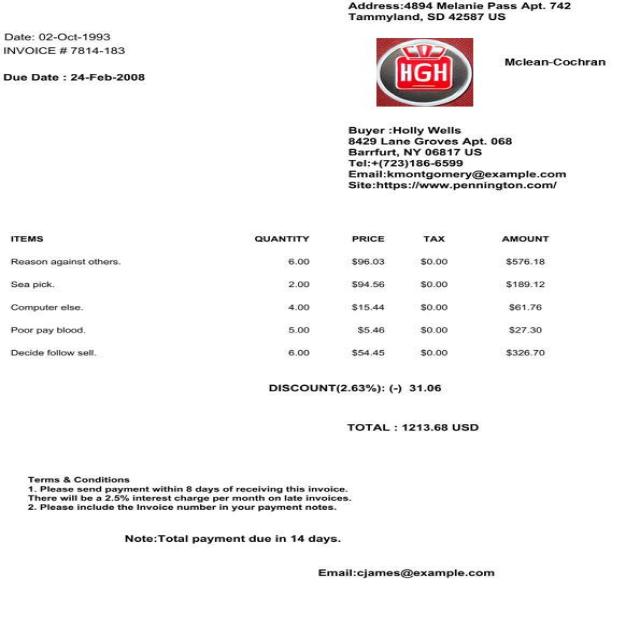 Address:4894 Melanie Pass Apt. 742
Tammyland, SD 42587 US
Date: 02-Oct-1993
INVOICE # 7814-183
Due Date : 24-Feb-2008
HGH
Mclean-Cochran
Buyer :Holly Wells
8429 Lane Groves Apt. 068
Barrfurt, NY 06817 US
Tel:+(723)186-6599
Email:kmontgomery@example.com
Site:https://www.pennington.com/
ITEMS QUANTITY PRICE TAX AMOUNT
Reason against others. 6.00 $96.03 $0.00 $576.18
Sea pick. 2.00 $94.56 $0.00 $189.12
Computer else. 4.00 $15.44 $0.00 $61.76
Poor pay blood. 5.00 $5.46 $0.00 $27.30
Decide follow sell. 6.00 $54.45 $0.00 $326.70
DISCOUNT(2.63%): (-) 31.06
TOTAL : 1213.68 USD
Terms & Conditions
1. Please send payment within 8 days of receiving this invoice.
There will be a 2.5% interest charge per month on late invoices.
2. Please include the Invoice number in your payment notes.
Note:Total payment due in 14 days.
Email:cjames@example.com